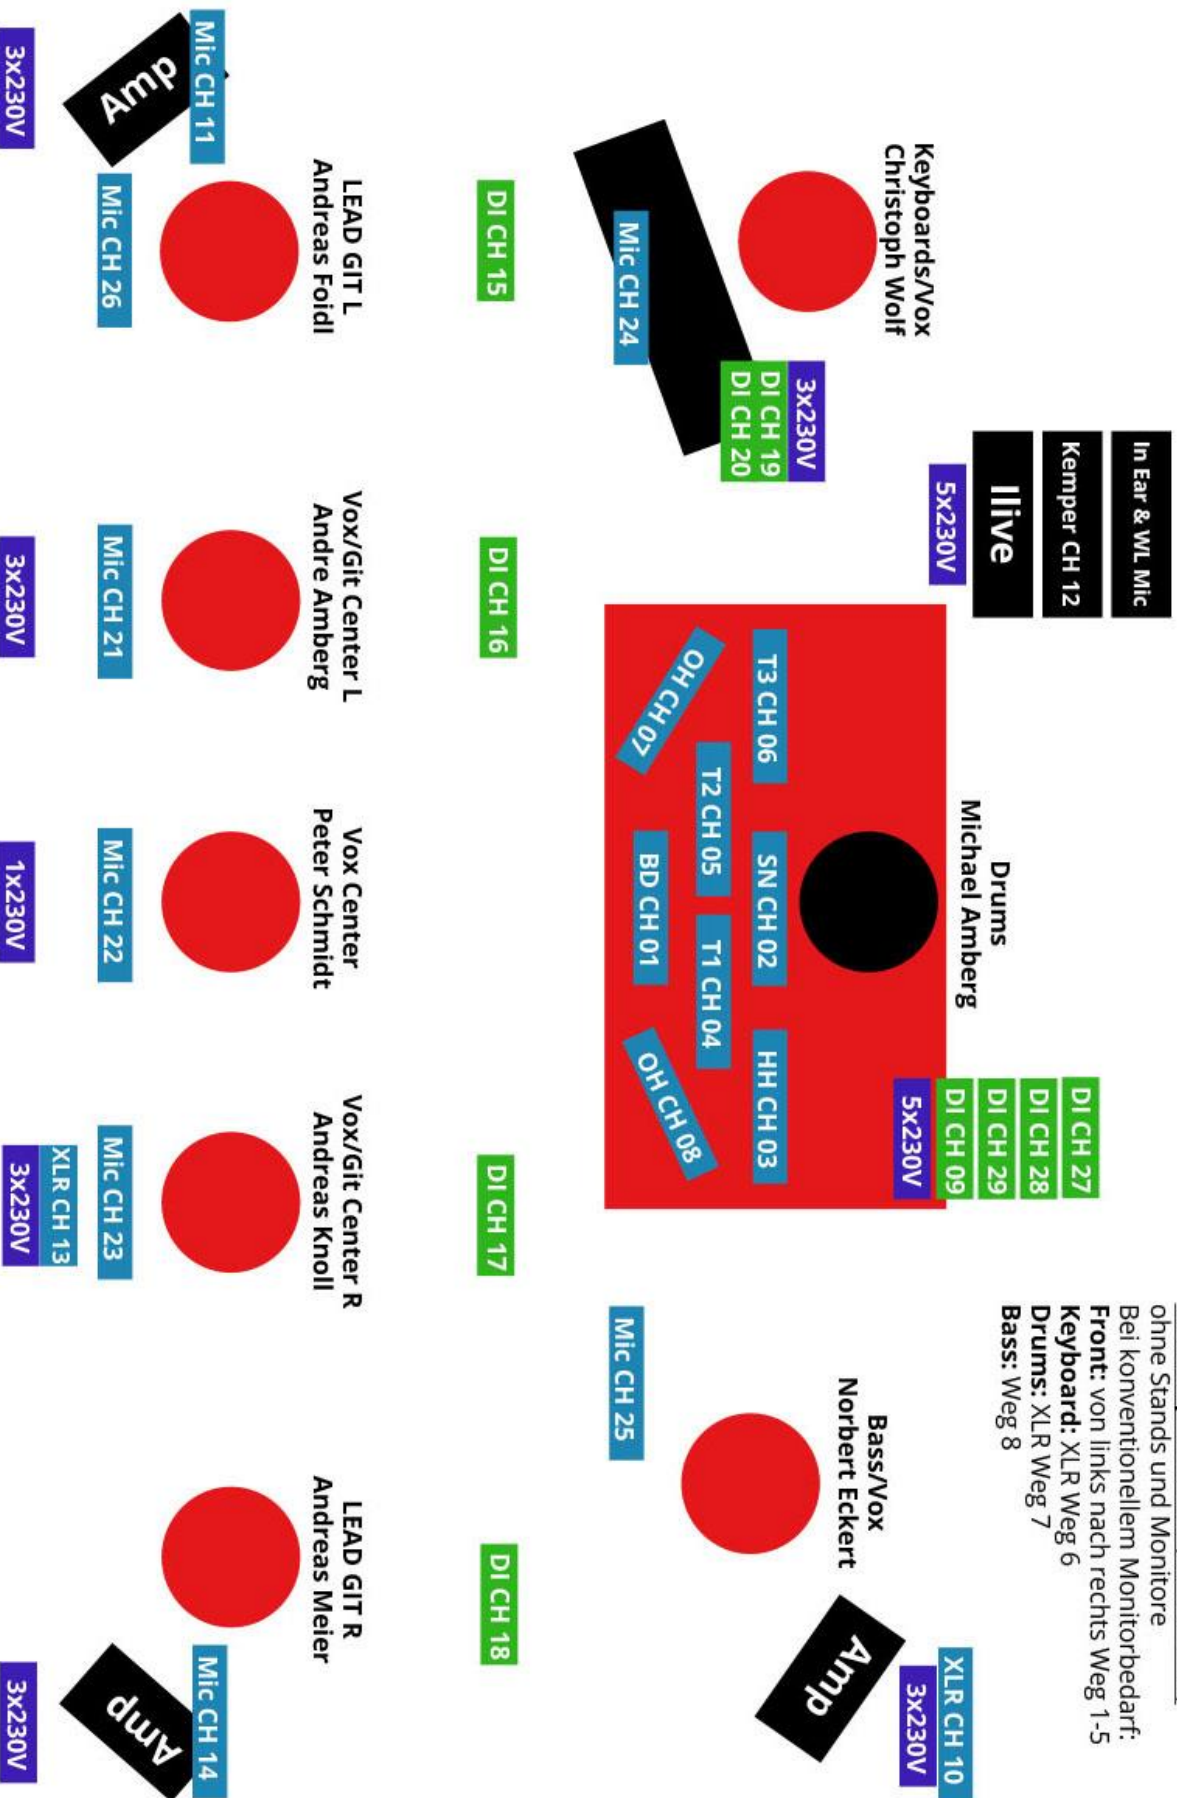 ohne Stands und Monitore
Bei konventionellem Monitorbedarf:
Front: von links nach rechts Weg 1-5
Keyboard: XLR Weg 6
Drums: XLR Weg 7
Bass: Weg 8
In Ear & WL Mic
Kemper CH 12
Ilive
5x230V
Keyboards/Vox
Christoph Wolf
3x230V
DI CH 19
DI CH 20
Mic CH 24
Drums
Michael Amberg
DI CH 27
DI CH 28
DI CH 29
DI CH 09
5x230V
T3 CH 06
SN CH 02
HH CH 03
T2 CH 05
T1 CH 04
OH CH 07
BD CH 01
OH CH 08
Bass/Vox
Norbert Eckert
XLR CH 10
3x230V
Amp
Mic CH 25
DI CH 15
DI CH 16
DI CH 17
DI CH 18
LEAD GIT L
Andreas Foidl
Mic CH 11
Amp
Mic CH 26
3x230V
Vox/Git Center L
Andre Amberg
Mic CH 21
3x230V
Vox Center
Peter Schmidt
Mic CH 22
1x230V
Vox/Git Center R
Andreas Knoll
Mic CH 23
XLR CH 13
3x230V
LEAD GIT R
Andreas Meier
Mic CH 14
Amp
3x230V